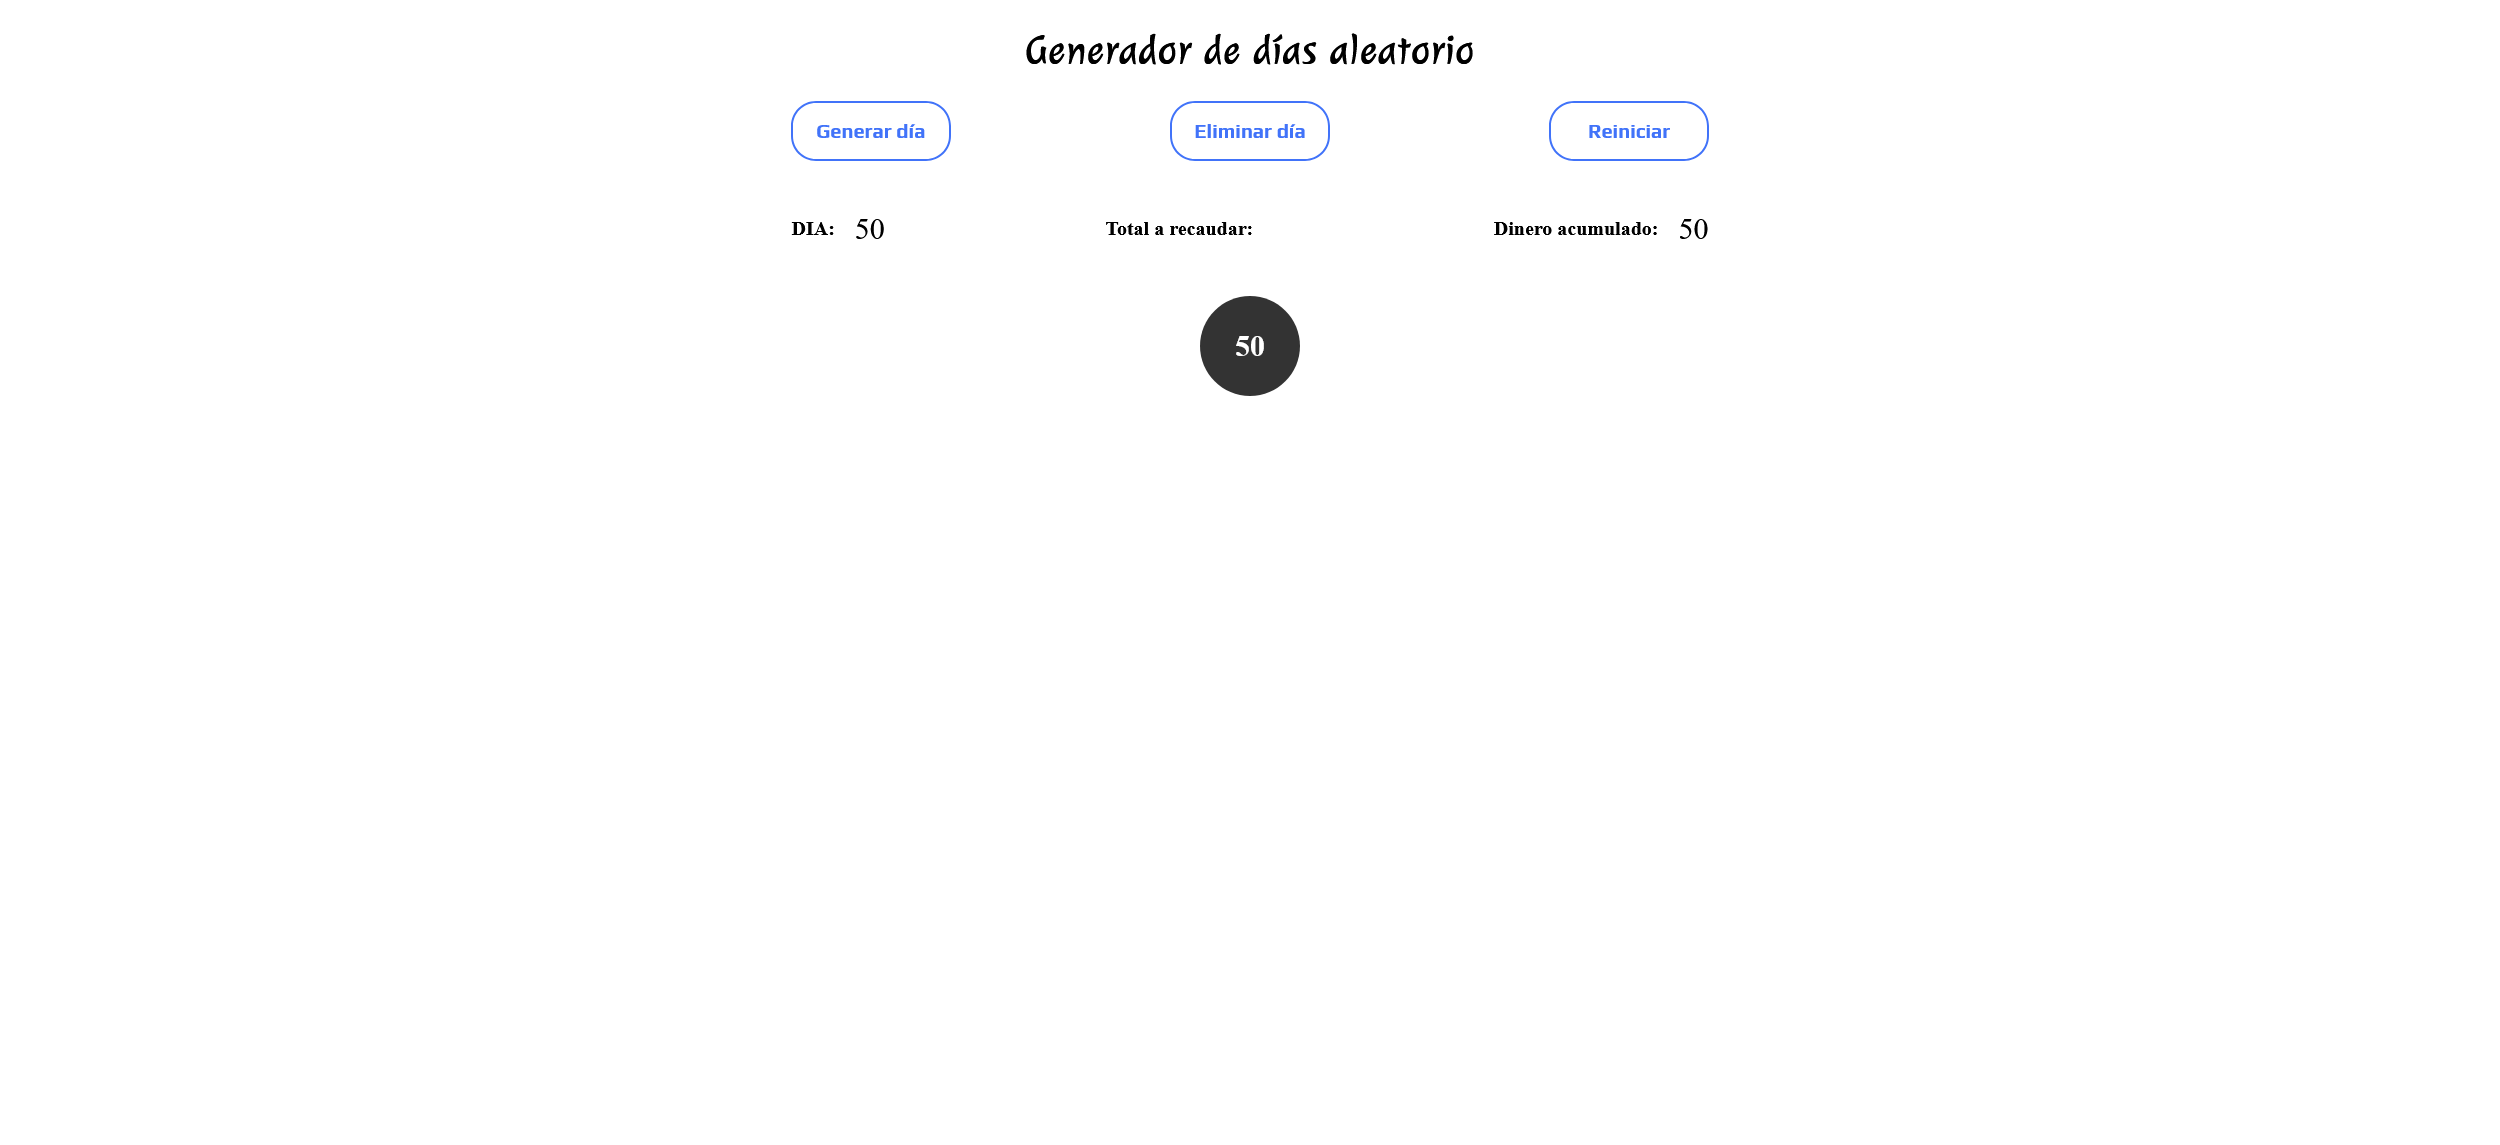 Generador de días aleatorio
Generar día
Eliminar día
Reiniciar
DIA: 50
Total a recaudar:
Dinero acumulado: 50
50